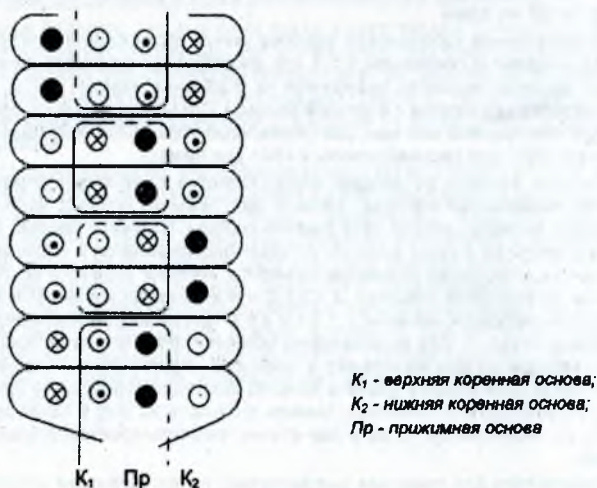 K₁ - верхняя коренная основа;
K₂ - нижняя коренная основа;
Пр - прижимная основа
K₁ Пр K₂